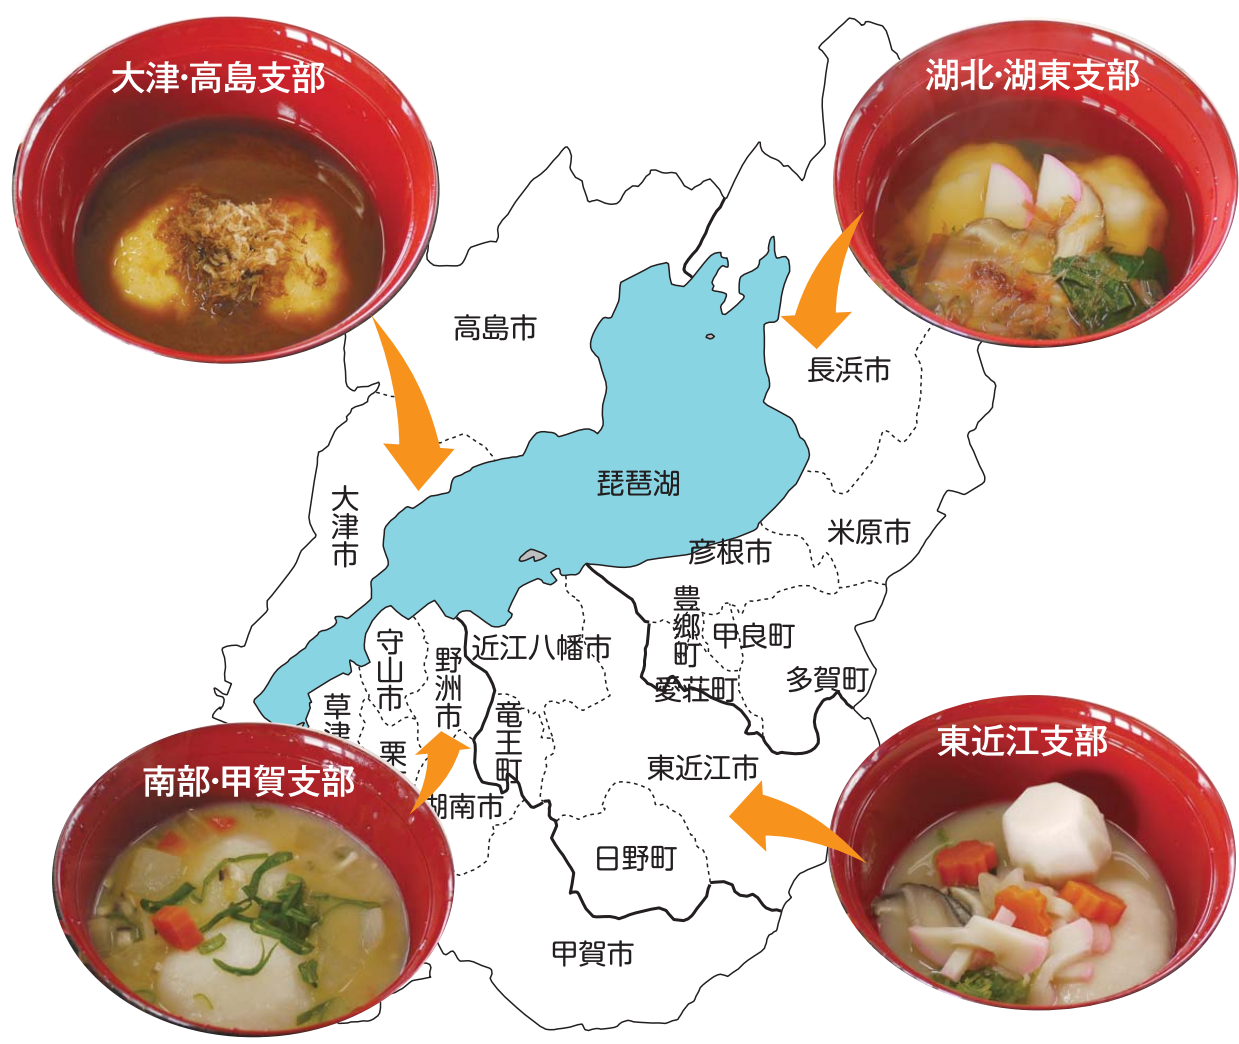 大津・高島支部
湖北・湖東支部
高島市
長浜市
琵琶湖
大津市
米原市
彦根市
豊郷町
甲良町
守山市
野洲市
近江八幡市
愛荘町
多賀町
草津
栗
竜王町
東近江市
東近江支部
南部・甲賀支部
湖南市
日野町
甲賀市